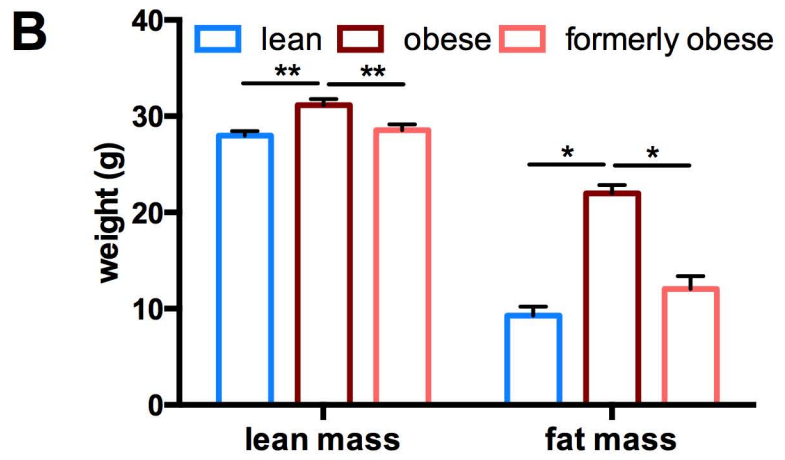 B
lean obese formerly obese
weight (g)
40
30
20
10
0
** **
* *
lean mass fat mass